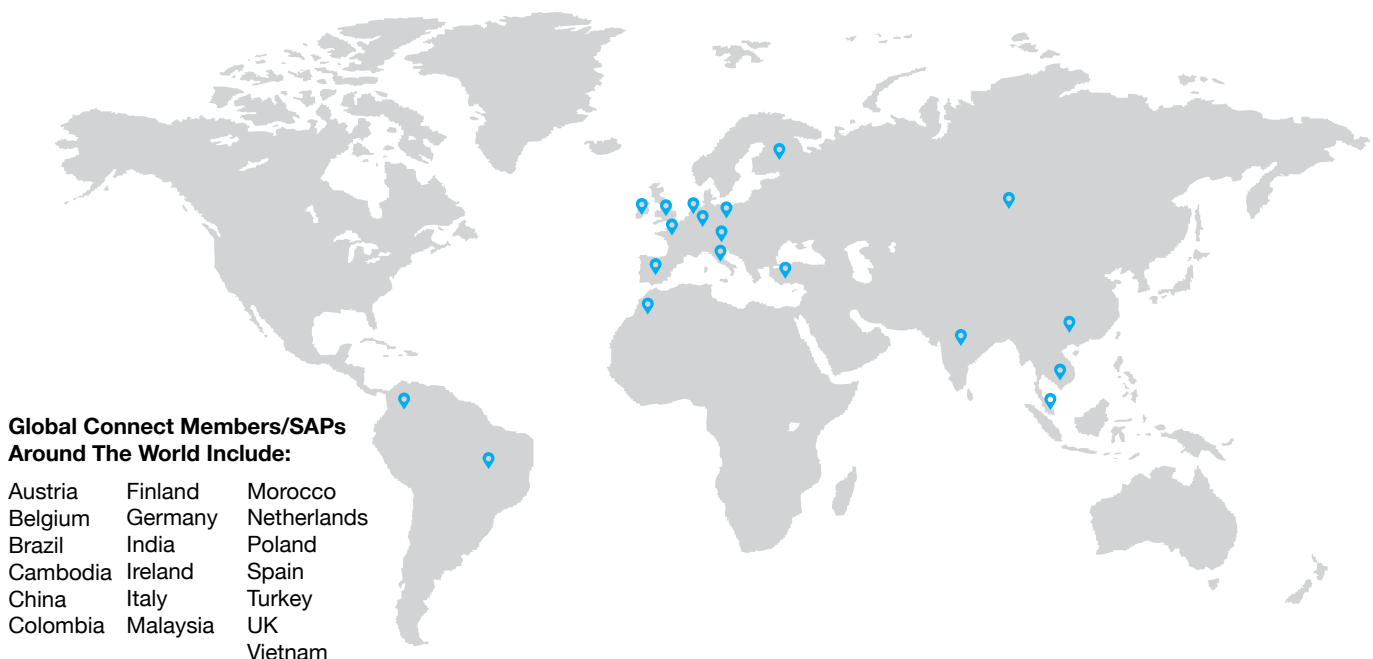 Global Connect Members/SAPs
Around The World Include:
Austria
Belgium
Brazil
Cambodia
China
Colombia
Finland
Germany
India
Ireland
Italy
Malaysia
Morocco
Netherlands
Poland
Spain
Turkey
UK
Vietnam